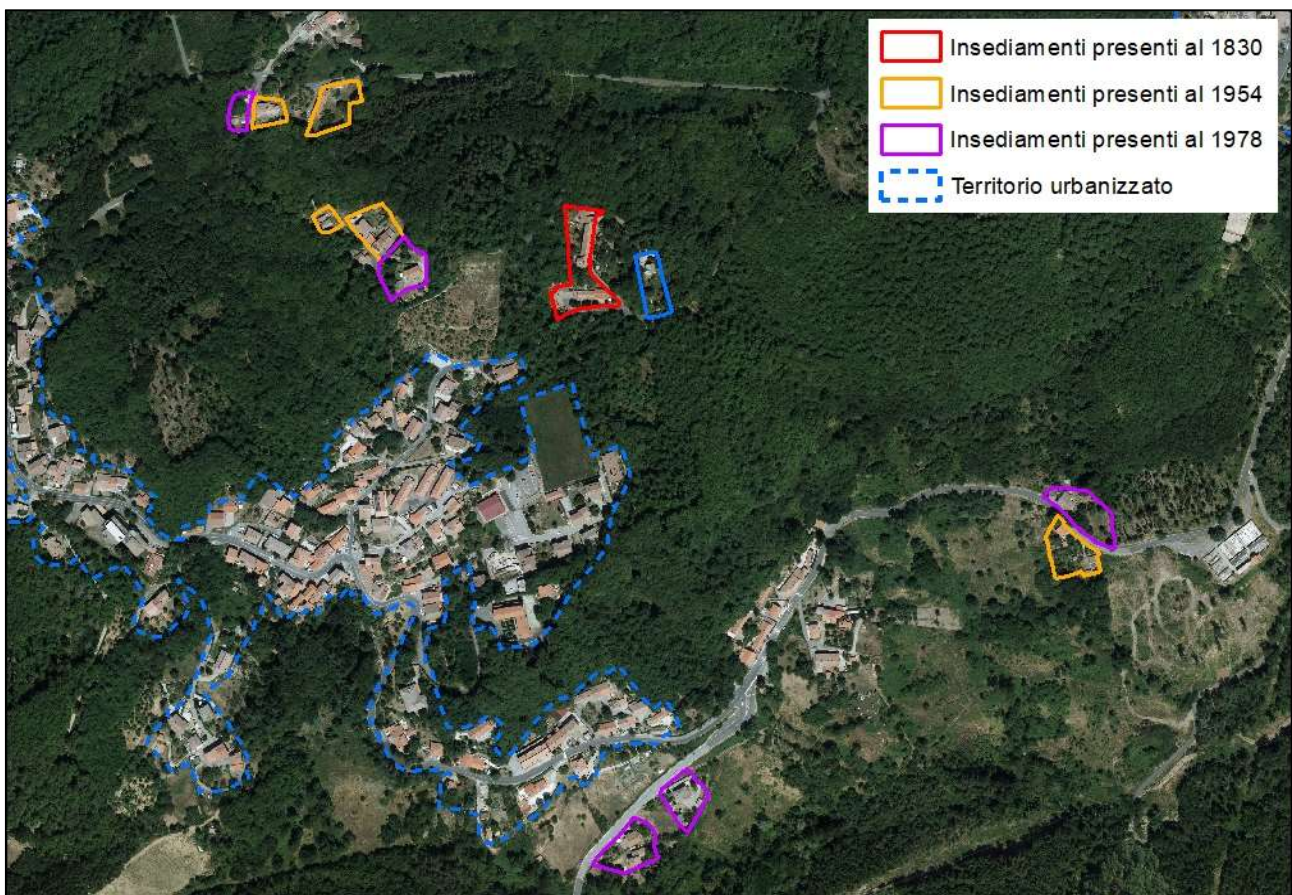 Insediamenti presenti al 1830
Insediamenti presenti al 1954
Insediamenti presenti al 1978
Territorio urbanizzato